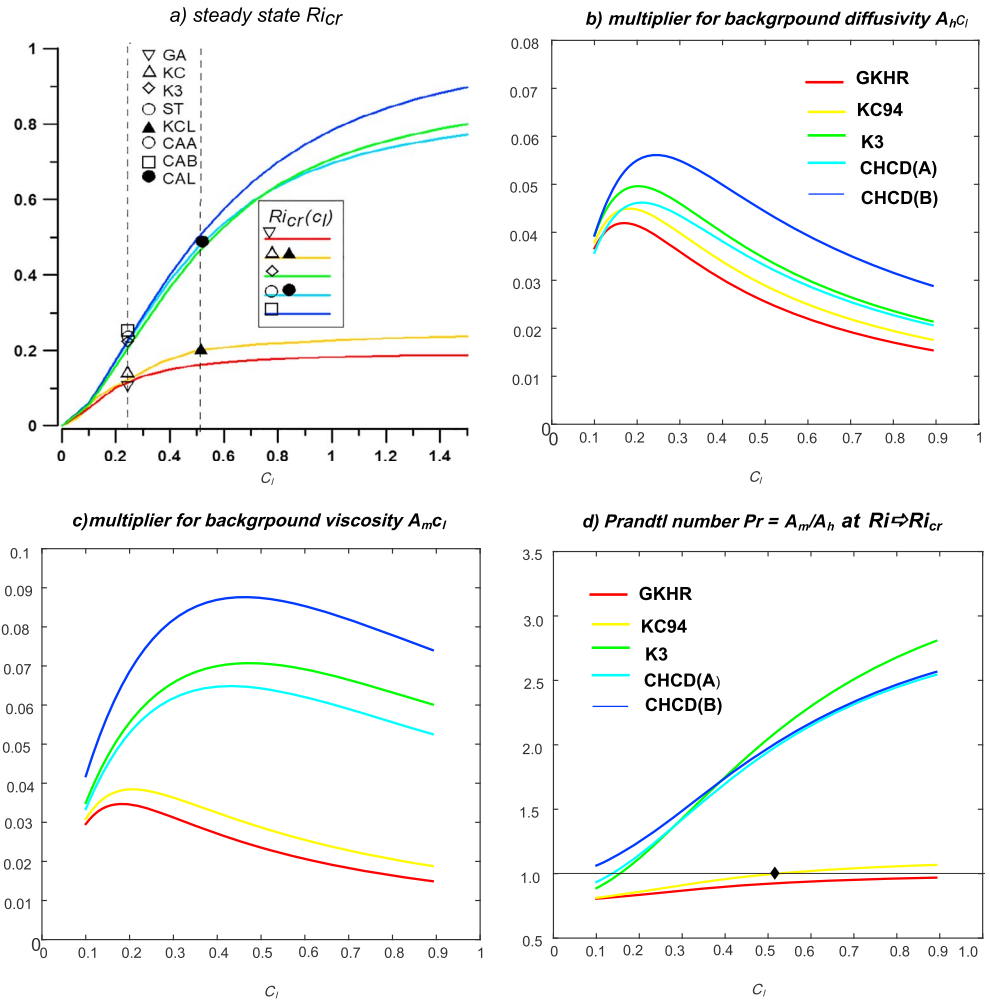 a) steady state Ricr
1
0.8
0.6
0.4
0.2
0
0 0.2 0.4 0.6 0.8 1 1.2 1.4
GA
KC
K3
ST
KCL
CAA
CAB
CAL
Ricr(cl)
Cl
b) multiplier for backgrpound diffusivity Ahcl
0.08
0.07
0.06
0.05
0.04
0.03
0.02
0.01
0
0.1 0.2 0.3 0.4 0.5 0.6 0.7 0.8 0.9 1
GKHR
KC94
K3
CHCD(A)
CHCD(B)
Cl
c)multiplier for backgrpound viscosity Amcl
0.1
0.09
0.08
0.07
0.06
0.05
0.04
0.03
0.02
0.01
0
0.1 0.2 0.3 0.4 0.5 0.6 0.7 0.8 0.9 1
Cl
d) Prandtl number Pr = Am/Ah at Ri⇨Ricr
3.5
3.0
2.5
2.0
1.5
1.0
0.5
0 0.1 0.2 0.3 0.4 0.5 0.6 0.7 0.8 0.9 1.0
GKHR
KC94
K3
CHCD(A)
CHCD(B)
Cl